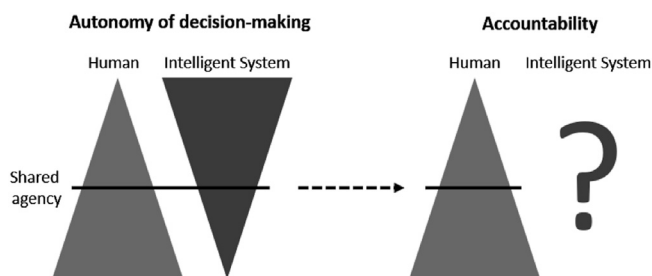 Autonomy of decision-making
Human Intelligent System
Shared
agency
Accountability
Human Intelligent System
?